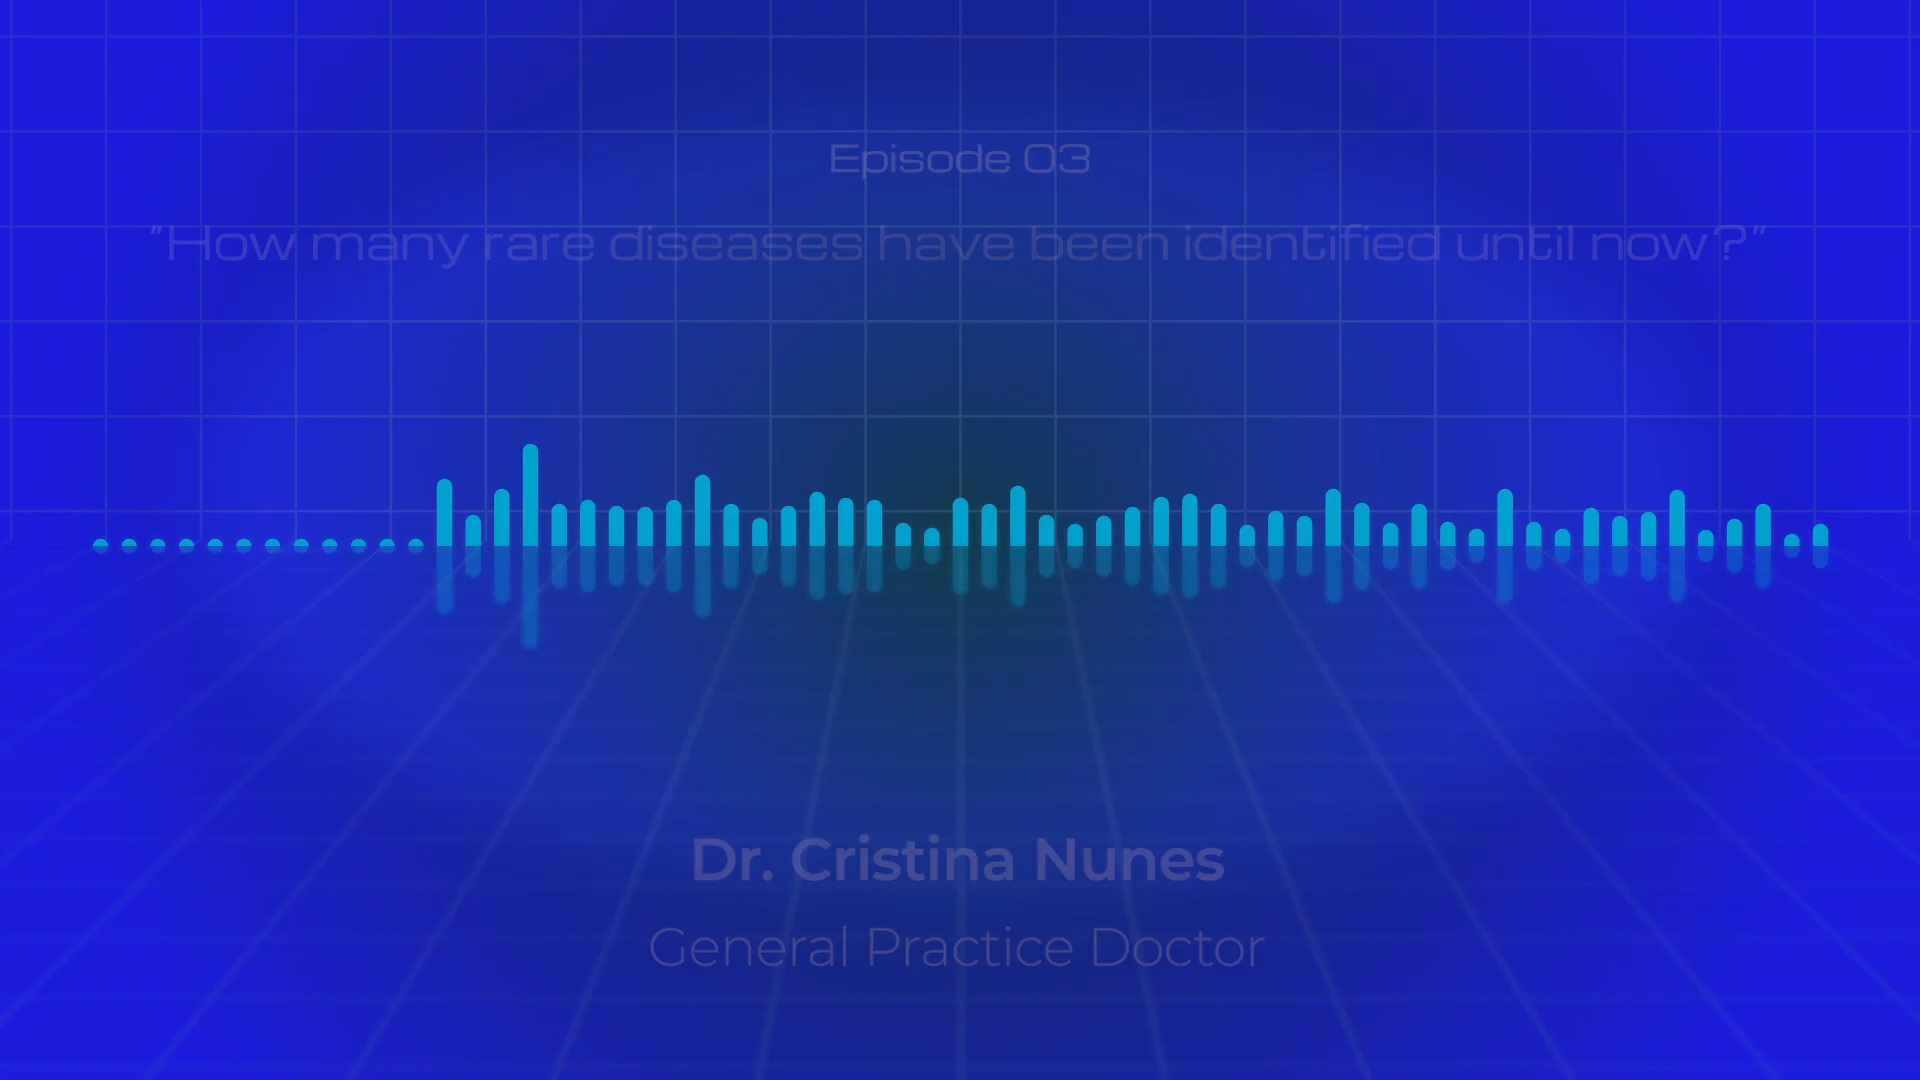 Episode 03
"How many rare diseases have been identified until now?"
Dr. Cristina Nunes
General Practice Doctor